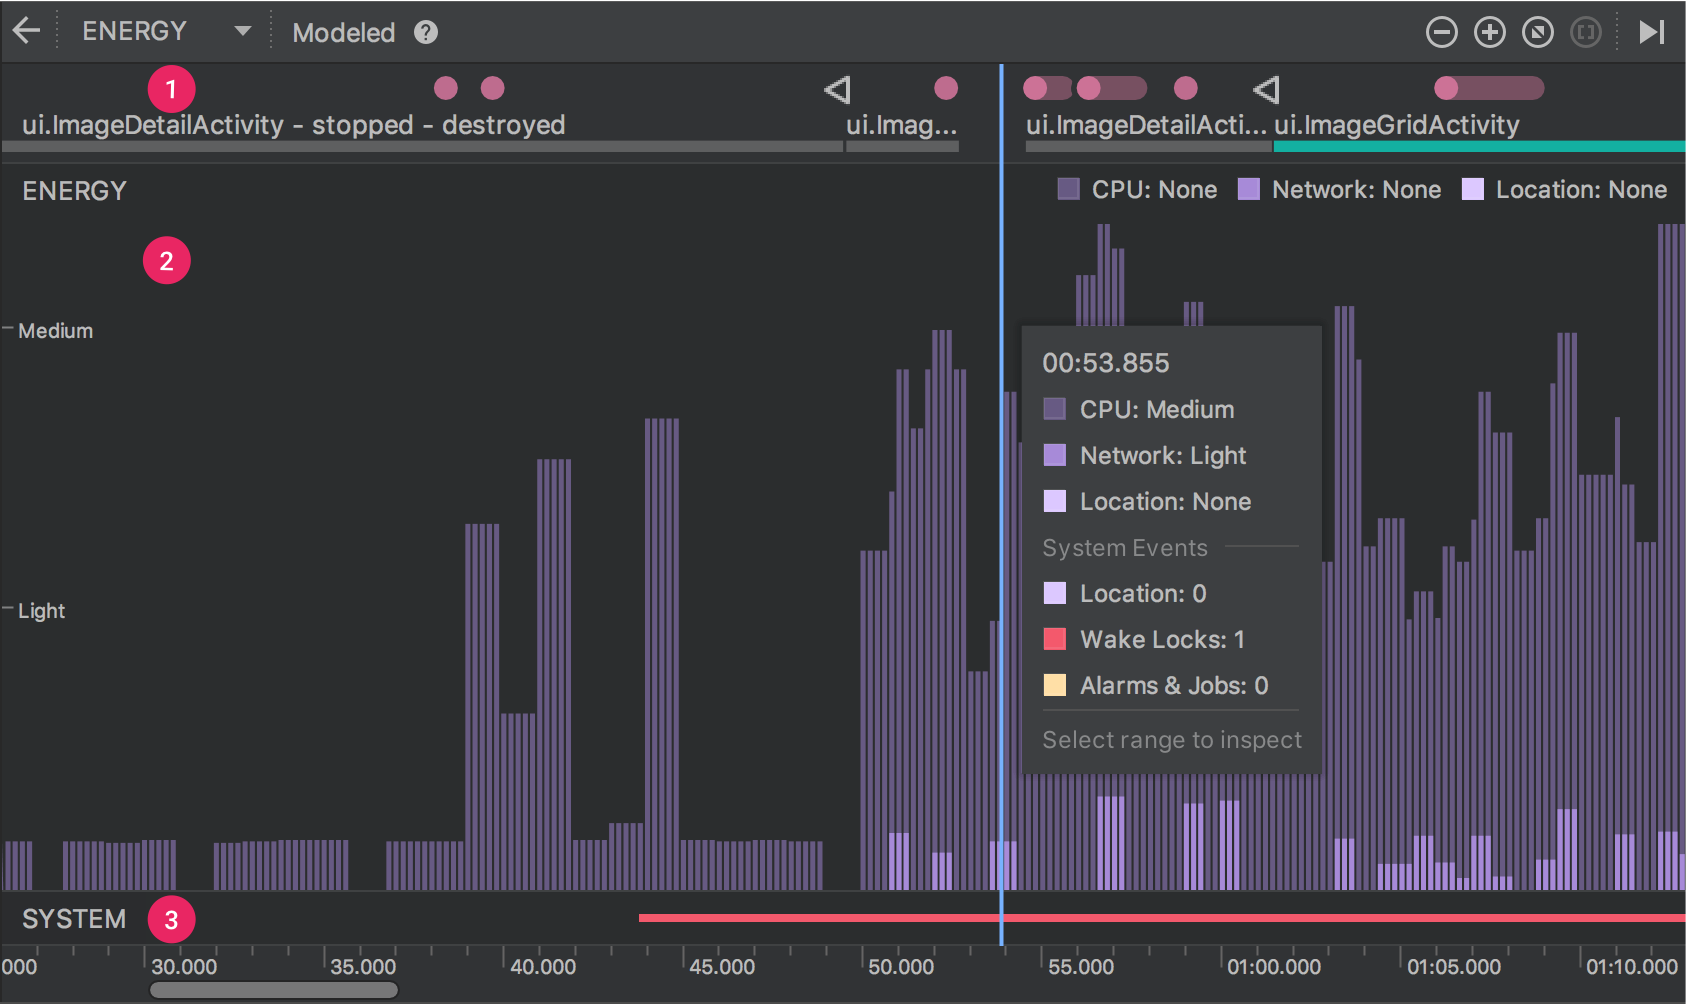 ENERGY Modeled ?
1
ui.ImageDetailActivity - stopped - destroyed ui.Imag... ui.ImageDetailActi... ui.ImageGridActivity
ENERGY CPU: None Network: None Location: None
2
Medium
00:53.855
CPU: Medium
Network: Light
Location: None
System Events
Location: 0
Light
Wake Locks: 1
Alarms & Jobs: 0
Select range to inspect
SYSTEM 3
000 30.000 35.000 40.000 45.000 50.000 55.000 01:00.000 01:05.000 01:10.000